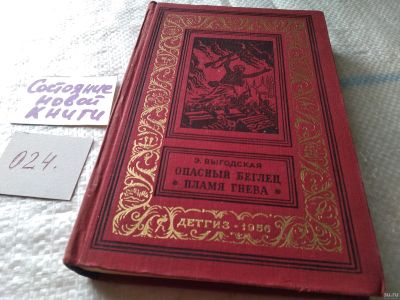 Состояние
новой
Книги
024.
Э. ВЫГОДСКАЯ
ОПАСНЫЙ БЕГЛЕЦ
ПЛАМЯ ГНЕВА
ДЕТГИЗ · 1956